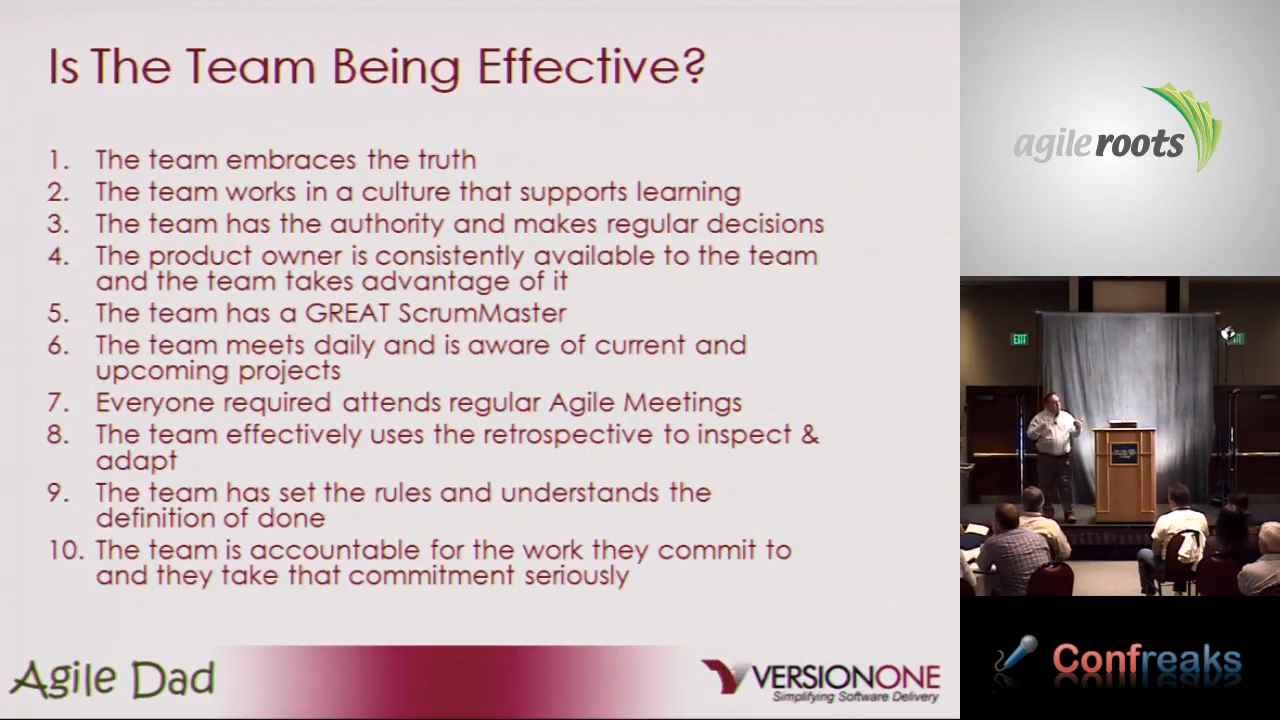 Is The Team Being Effective?
1. The team embraces the truth
2. The team works in a culture that supports learning
3. The team has the authority and makes regular decisions
4. The product owner is consistently available to the team
and the team takes advantage of it
5. The team has a GREAT ScrumMaster
6. The team meets daily and is aware of current and
upcoming projects
7. Everyone required attends regular Agile Meetings
8. The team effectively uses the retrospective to inspect &
adapt
9. The team has set the rules and understands the
definition of done
10. The team is accountable for the work they commit to
and they take that commitment seriously
Agile Dad
VERSIONONE
Simplifying Software Delivery
agile roots
EXIT
Confreaks